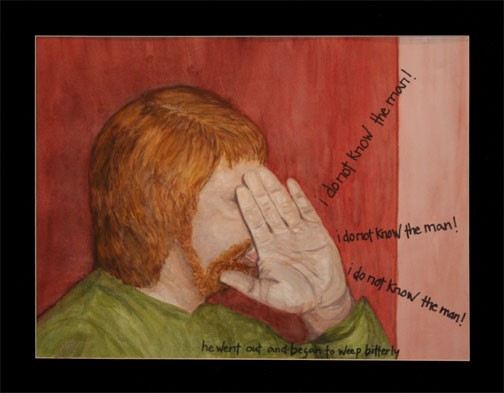 i do not know the man!
i do not know the man!
i do not know the man!
he went out and began to weep bitterly